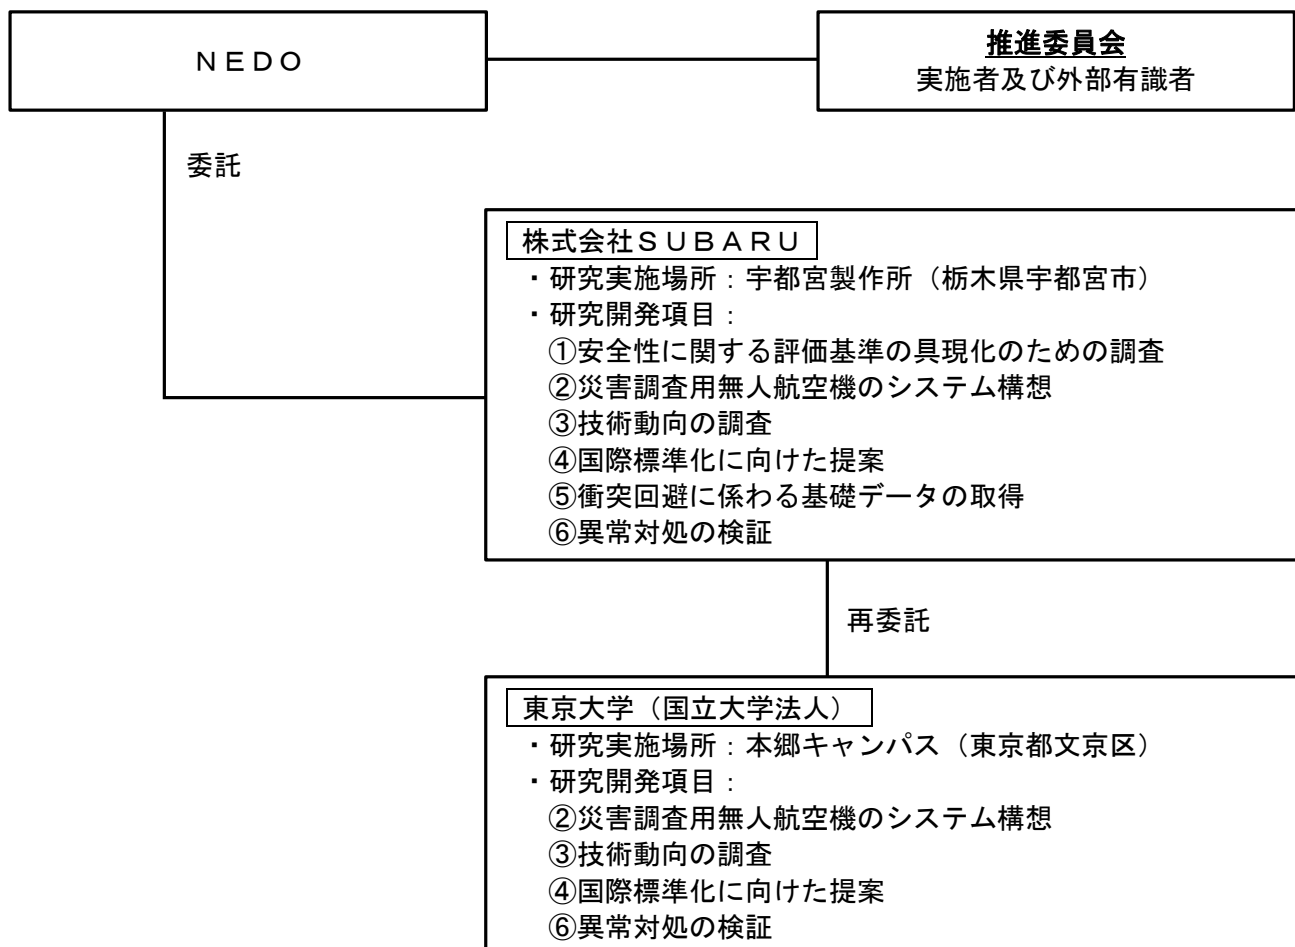 ＮＥＤＯ
推進委員会
実施者及び外部有識者
委託
株式会社ＳＵＢＡＲＵ
・研究実施場所：宇都宮製作所（栃木県宇都宮市）
・研究開発項目：
①安全性に関する評価基準の具現化のための調査
②災害調査用無人航空機のシステム構想
③技術動向の調査
④国際標準化に向けた提案
⑤衝突回避に係わる基礎データの取得
⑥異常対処の検証
再委託
東京大学（国立大学法人）
・研究実施場所：本郷キャンパス（東京都文京区）
・研究開発項目：
②災害調査用無人航空機のシステム構想
③技術動向の調査
④国際標準化に向けた提案
⑥異常対処の検証